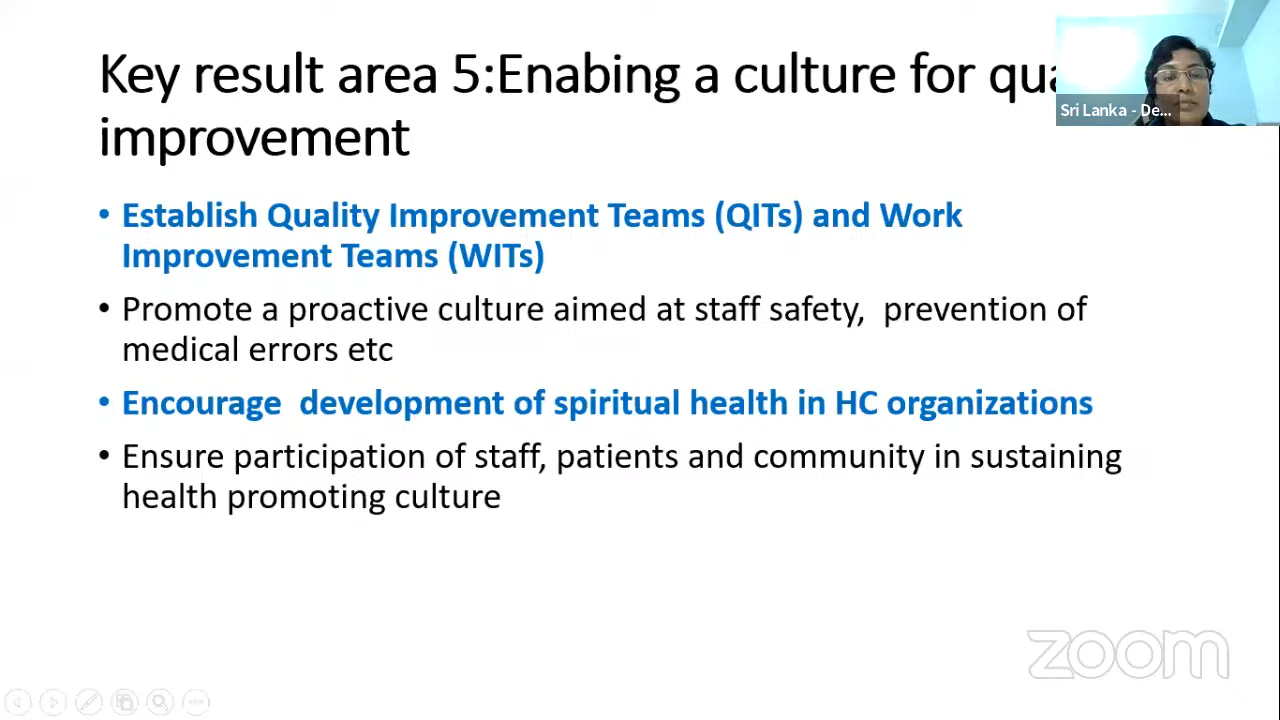 Key result area 5:Enabing a culture for qua
improvement
Sri Lanka - De...
• Establish Quality Improvement Teams (QITs) and Work
Improvement Teams (WITs)
• Promote a proactive culture aimed at staff safety,  prevention of
medical errors etc
• Encourage  development of spiritual health in HC organizations
• Ensure participation of staff, patients and community in sustaining
health promoting culture
zoom